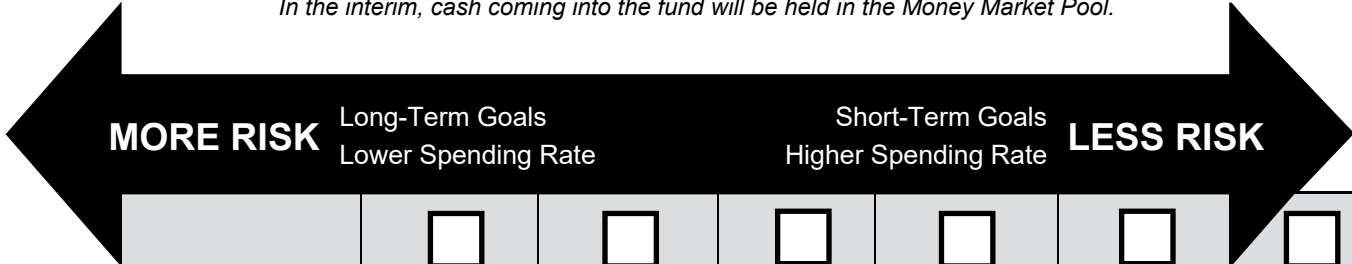 In the interim, cash coming into the fund will be held in the Money Market Pool.
MORE RISK
Long-Term Goals
Lower Spending Rate
Short-Term Goals
Higher Spending Rate
LESS RISK